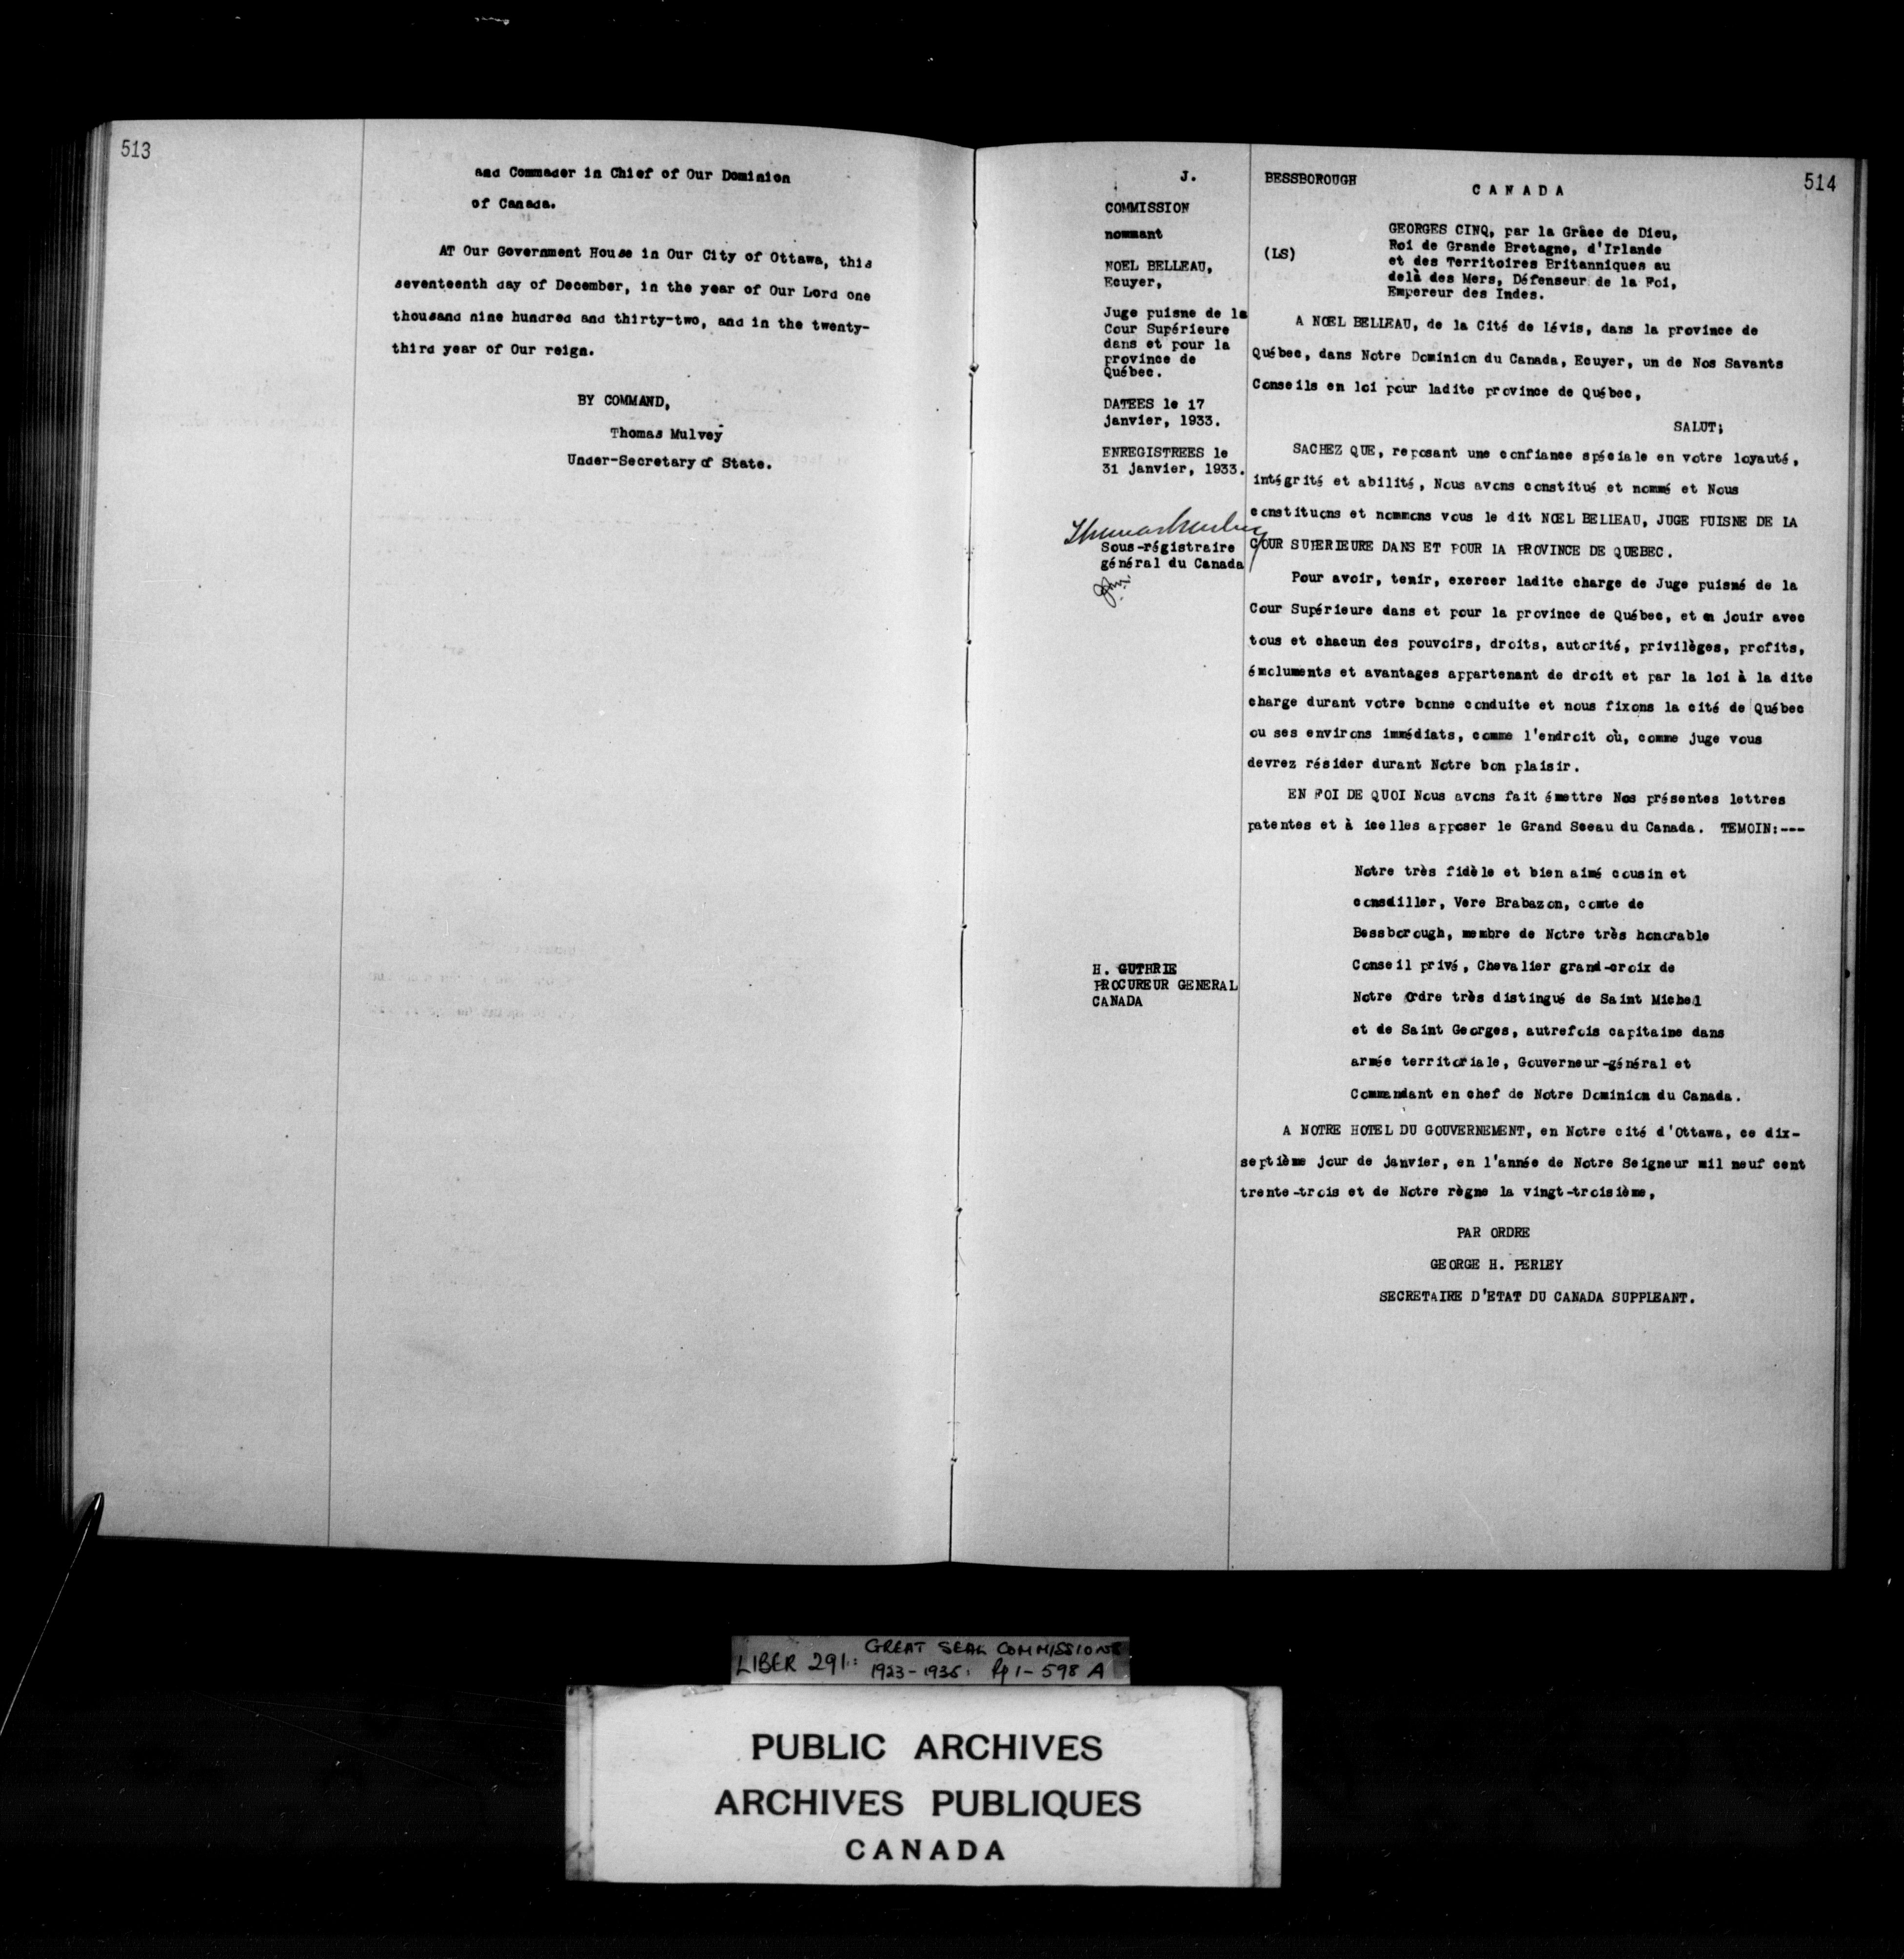 513
and Commader in Chief of Our Dominion
of Canada.
AT Our Government House in Our City of Ottawa, this
seventeenth day of December, in the year of Our Lord one
thousand nine hundred and thirty-two, and in the twenty-
third year of Our reign.
BY COMMAND,
Thomas Mulvey
Under-Secretary of State.
J.
COMMISSION
nommant
NOEL BELLEAU,
Ecuyer,
Juge puisne de la
Cour Supérieure
dans et pour la
province de
Québec.
DATEES le 17
janvier, 1933.
ENREGISTREES le
31 janvier, 1933.
Thomas Mulvey
Sous-régistraire
général du Canada
H. GUTHRIE
PROCUREUR GENERAL
CANADA
514
BESSBOROUGH
CANADA
(LS)
GEORGES CINQ, par la Grâce de Dieu,
Roi de Grande Bretagne, d'Irlande
et des Territoires Britanniques au
delà des Mers, Défenseur de la Foi,
Empereur des Indes.
A NOEL BELLEAU, de la Cité de Lévis, dans la province de
Québec, dans Notre Dominion du Canada, Ecuyer, un de Nos Savants
Conseils en loi pour ladite province de Québec,
SALUT;
SACHEZ QUE, reposant une confiance spéciale en votre loyauté,
intégrité et abilité, Nous avons constitué et nommé et Nous
constituons et nommons vous le dit NOEL BELLEAU, JUGE PUISNE DE LA
COUR SUPERIEURE DANS ET POUR LA PROVINCE DE QUEBEC.
Pour avoir, tenir, exercer ladite charge de Juge puisné de la
Cour Supérieure dans et pour la province de Québec, et en jouir avec
tous et chacun des pouvoirs, droits, autorité, privilèges, profits,
émoluments et avantages appartenant de droit et par la loi à la dite
charge durant votre bonne conduite et nous fixons la cité de Québec
ou ses environs immédiats, comme l'endroit où, comme juge vous
devrez résider durant Notre bon plaisir.
EN FOI DE QUOI Nous avons fait émettre Nos présentes lettres
patentes et à icelles apposer le Grand Sceau du Canada. TEMOIN:---
Notre très fidèle et bien aimé cousin et
conseiller, Vere Brabazon, comte de
Bessborough, membre de Notre très honorable
Conseil privé, Chevalier grand-croix de
Notre Ordre très distingué de Saint Michel
et de Saint Georges, autrefois capitaine dans
armée territoriale, Gouverneur-général et
Commandant en chef de Notre Dominion du Canada.
A NOTRE HOTEL DU GOUVERNEMENT, en Notre cité d'Ottawa, ce dix-
septième jour de janvier, en l'année de Notre Seigneur mil neuf cent
trente-trois et de Notre règne la vingt-troisième,
PAR ORDRE
GEORGE H. PERLEY
SECRETAIRE D'ETAT DU CANADA SUPPLEANT.
LIBER 291: GREAT SEAL COMMISSIONS
1923-1936. Pp 1-598 A
PUBLIC ARCHIVES
ARCHIVES PUBLIQUES
CANADA